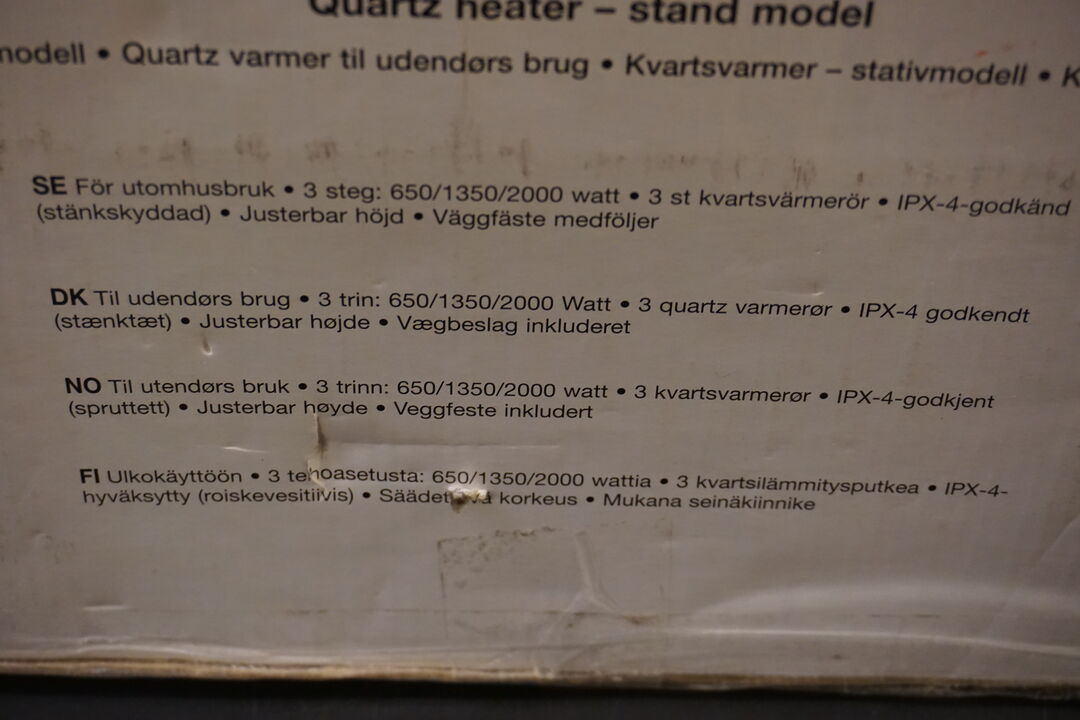 Quartz heater – stand model
modell • Quartz varmer til udendørs brug • Kvartsvarmer – stativmodell •
SE För utomhusbruk • 3 steg: 650/1350/2000 watt • 3 st kvartsvärmerör • IPX-4-godkänd
(stänkskyddad) • Justerbar höjd • Väggfäste medföljer
DK Til udendørs brug • 3 trin: 650/1350/2000 Watt • 3 quartz varmerør • IPX-4 godkendt
(stænktæt) • Justerbar højde • Vægbeslag inkluderet
NO Til utendørs bruk • 3 trinn: 650/1350/2000 watt • 3 kvartsvarmerør • IPX-4-godkjent
(spruttett) • Justerbar høyde • Veggfeste inkludert
FI Ulkokäyttöön • 3 tehoasetusta: 650/1350/2000 wattia • 3 kvartsilämmitysputkea • IPX-4-
hyväksytty (roiskevesitiivis) • Säädettävä korkeus • Mukana seinäkiinnike